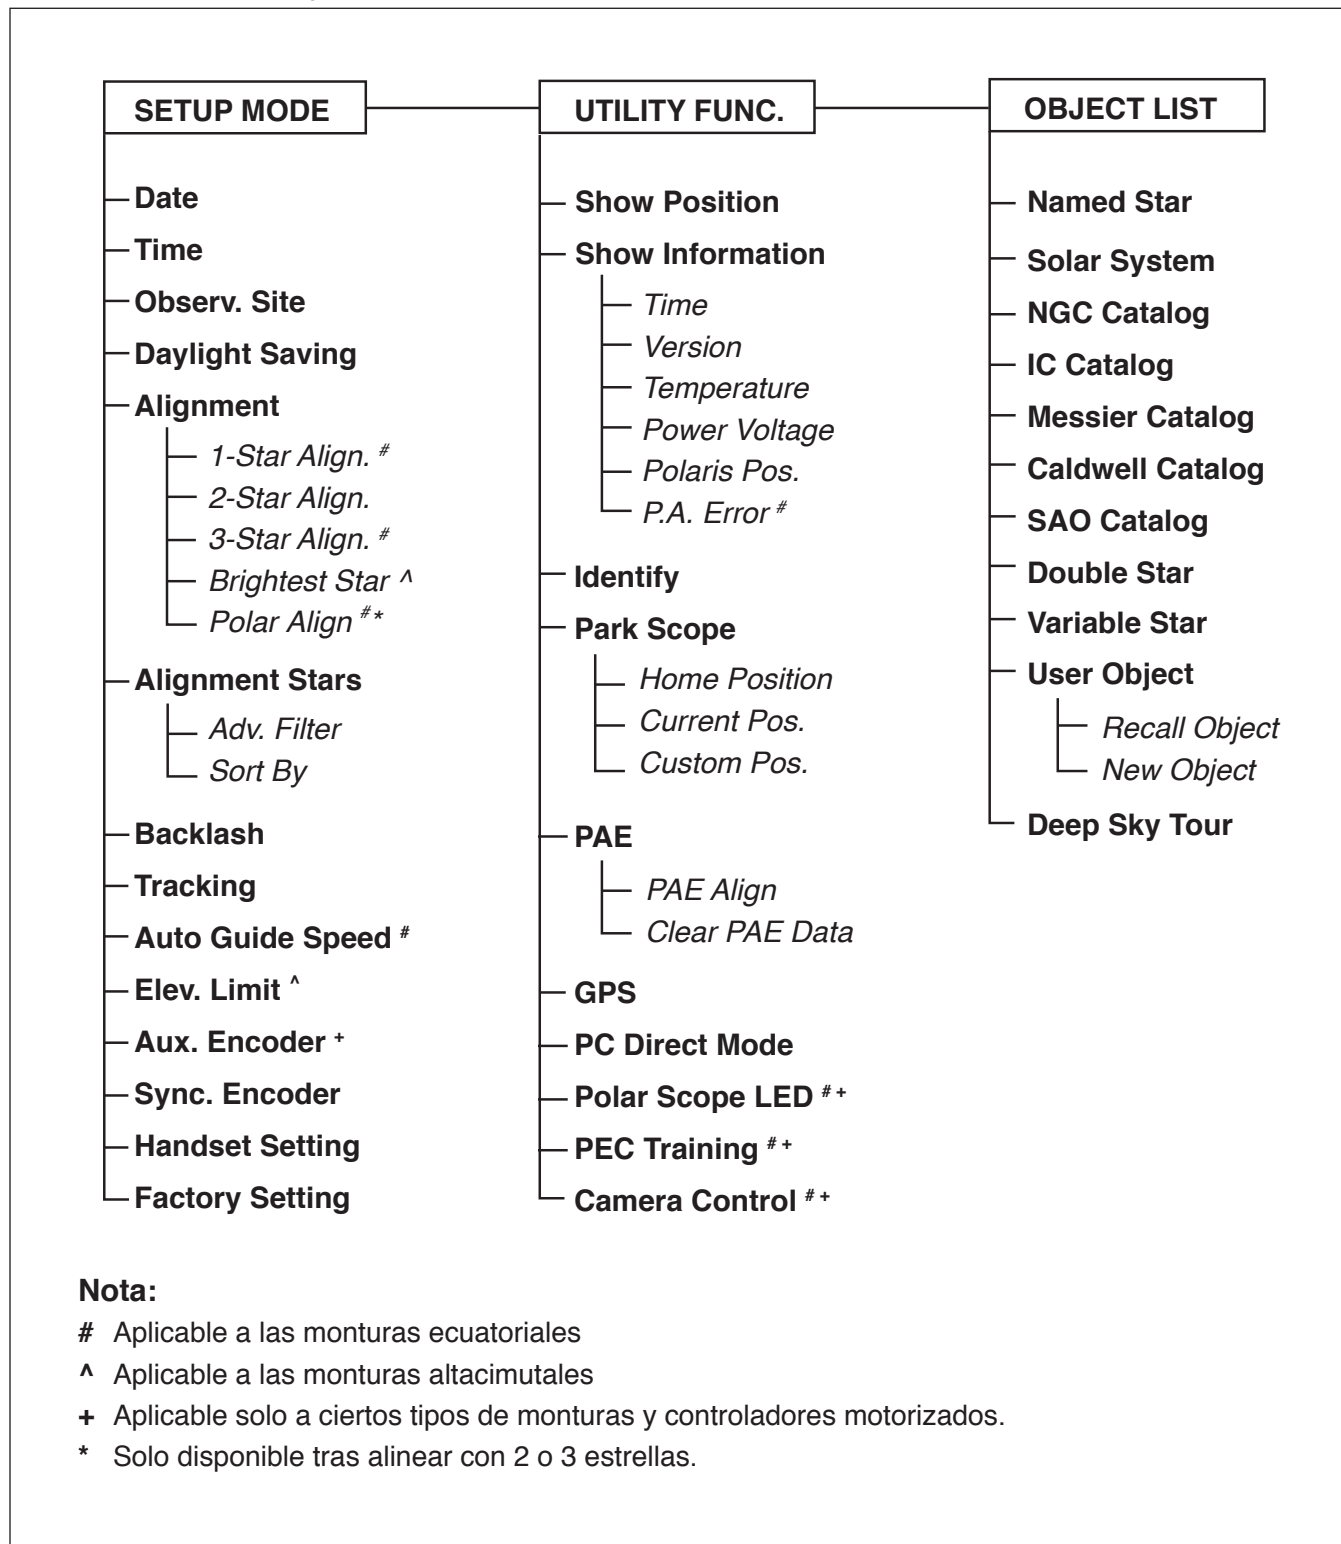 SETUP MODE
Date
Time
Observ. Site
Daylight Saving
Alignment
1-Star Align. #
2-Star Align.
3-Star Align. #
Brightest Star ^
Polar Align #*
Alignment Stars
Adv. Filter
Sort By
Backlash
Tracking
Auto Guide Speed #
Elev. Limit ^
Aux. Encoder +
Sync. Encoder
Handset Setting
Factory Setting
UTILITY FUNC.
Show Position
Show Information
Time
Version
Temperature
Power Voltage
Polaris Pos.
P.A. Error #
Identify
Park Scope
Home Position
Current Pos.
Custom Pos.
PAE
PAE Align
Clear PAE Data
GPS
PC Direct Mode
Polar Scope LED # +
PEC Training # +
Camera Control # +
OBJECT LIST
Named Star
Solar System
NGC Catalog
IC Catalog
Messier Catalog
Caldwell Catalog
SAO Catalog
Double Star
Variable Star
User Object
Recall Object
New Object
Deep Sky Tour
Nota:
# Aplicable a las monturas ecuatoriales
^ Aplicable a las monturas altacimutales
+ Aplicable solo a ciertos tipos de monturas y controladores motorizados.
* Solo disponible tras alinear con 2 o 3 estrellas.